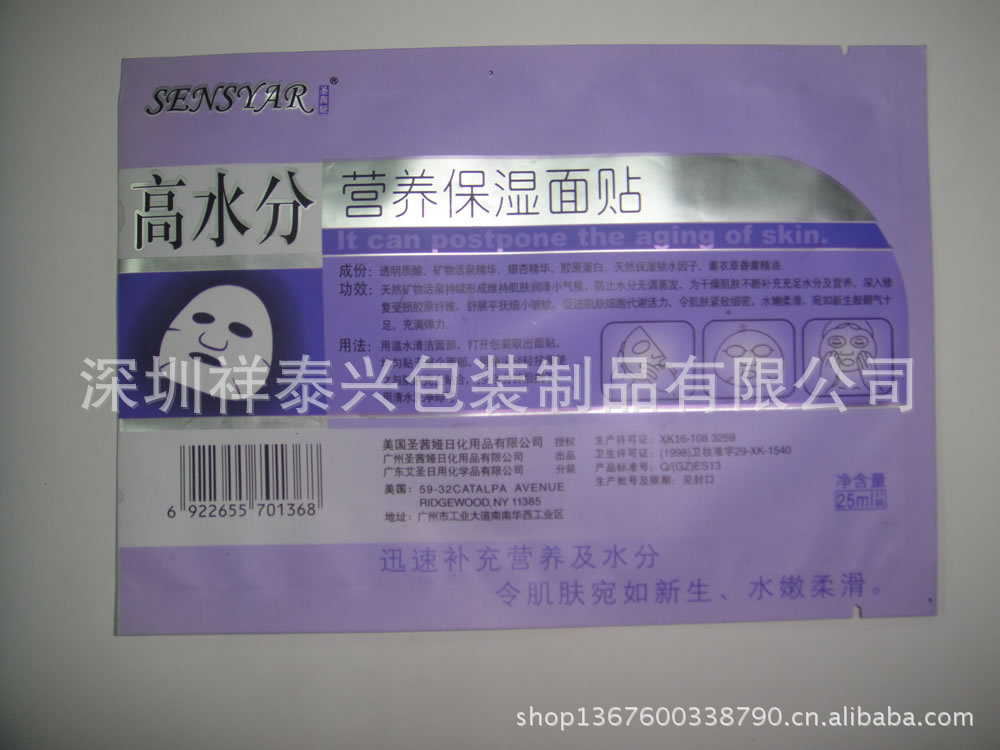 SENSYAR®
圣茜娅
高水分
营养保湿面贴
It can postpone the aging of skin.
成份：透明质酸、矿物活泉精华、银杏精华、胶原蛋白、天然保湿锁水因子、薰衣草香薰精油
功效：天然矿物活泉持续形成维持肌肤润泽小气候，防止水分无谓蒸发，为干燥肌肤不断补充充足水分及营养，深入修
复受损胶原纤维，舒展平抚细小皱蚊，促进肌肤细胞代谢活力，令肌肤紧致细密，水嫩柔滑，宛如新生般朝气十
足，充满弹力.
用法：用温水清洁面部、打开包装取出面贴、
深圳祥泰兴包装制品有限公司
6 922655 701368
美国圣茜娅日化用品有限公司 授权
广州圣茜娅日化用品有限公司 出品
广东艾圣日用化学品有限公司 分装
美国：59-32CATALPA AVENUE
RIDGEWOOD,NY 11385
地址：广州市工业大道南南华西工业区
生产许可证：XK16-108 3259
卫生许可证：(1998)卫妆准字29-XK-1540
产品标准号：Q/(GZ)ES13
生产批号及限期：见封口
净含量
25ml
迅速补充营养及水分
令肌肤宛如新生、水嫩柔滑。
shop1367600338790.cn.alibaba.com